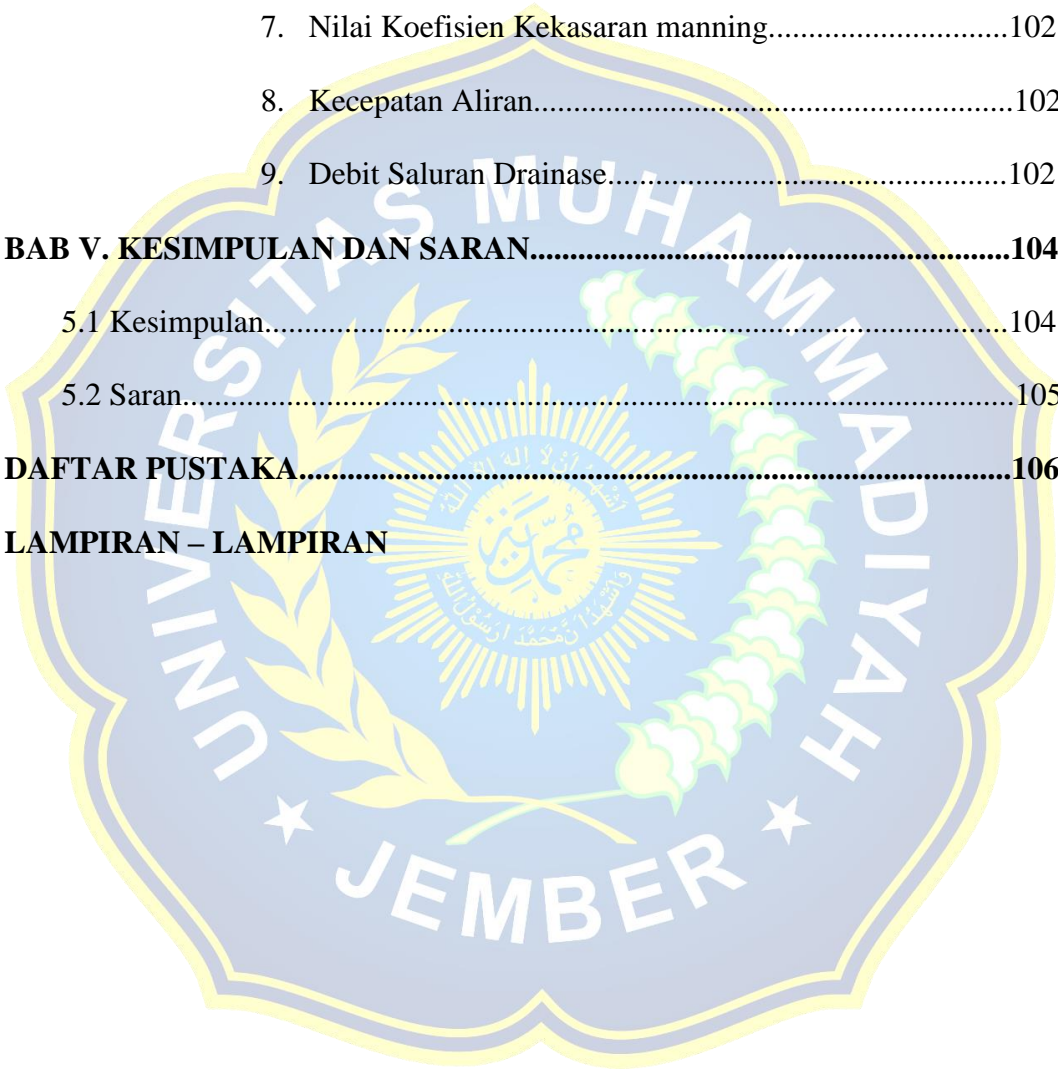 7. Nilai Koefisien Kekasaran manning............................102
8. Kecepatan Aliran...................................................102
9. Debit Saluran Drainase...........................................102
BAB V. KESIMPULAN DAN SARAN.........................................................104
5.1 Kesimpulan.........................................................................................104
5.2 Saran...................................................................................................105
DAFTAR PUSTAKA.....................................................................................106
LAMPIRAN – LAMPIRAN
UNIVERSITAS MUHAMMADIYAH
JEMBER